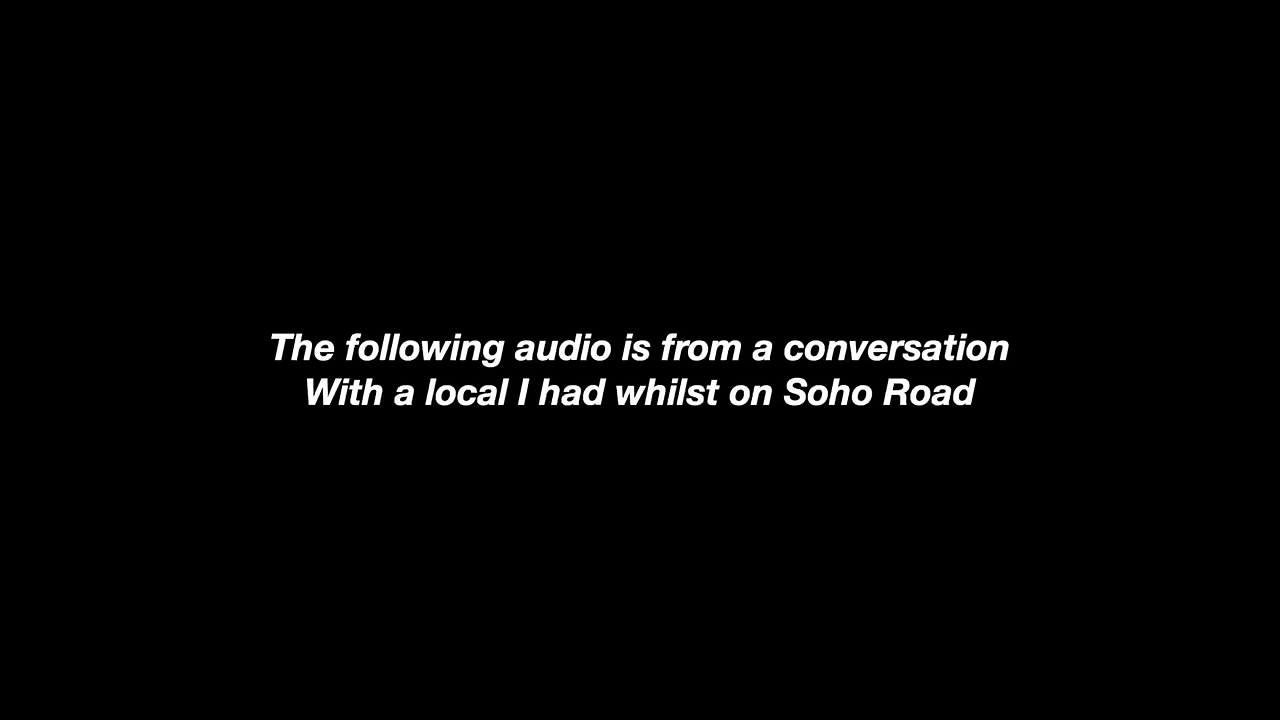 The following audio is from a conversation
With a local I had whilst on Soho Road